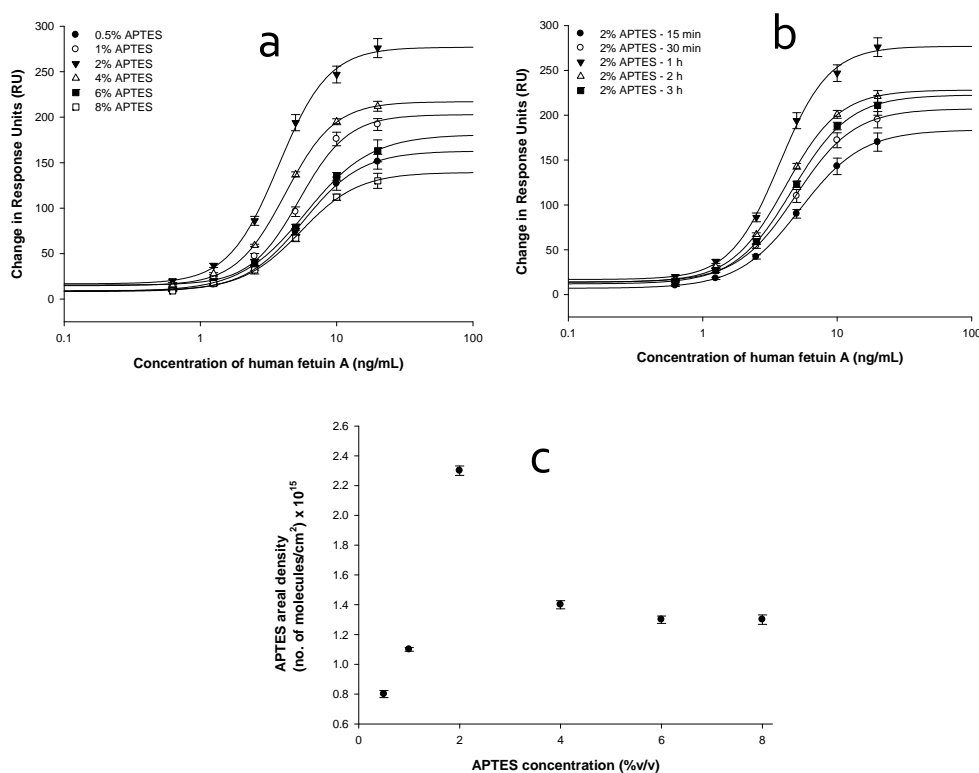 a
300
250
200
150
100
50
0
Change in Response Units (RU)
0.5% APTES
1% APTES
2% APTES
4% APTES
6% APTES
8% APTES
0.1 1 10 100
Concentration of human fetuin A (ng/mL)
b
300
250
200
150
100
50
0
Change in Response Units (RU)
2% APTES - 15 min
2% APTES - 30 min
2% APTES - 1 h
2% APTES - 2 h
2% APTES - 3 h
0.1 1 10 100
Concentration of human fetuin A (ng/mL)
c
2.6
2.4
2.2
2.0
1.8
1.6
1.4
1.2
1.0
0.8
0.6
APTES areal density
(no. of molecules/cm²) x 10¹⁵
0 2 4 6 8
APTES concentration (%v/v)